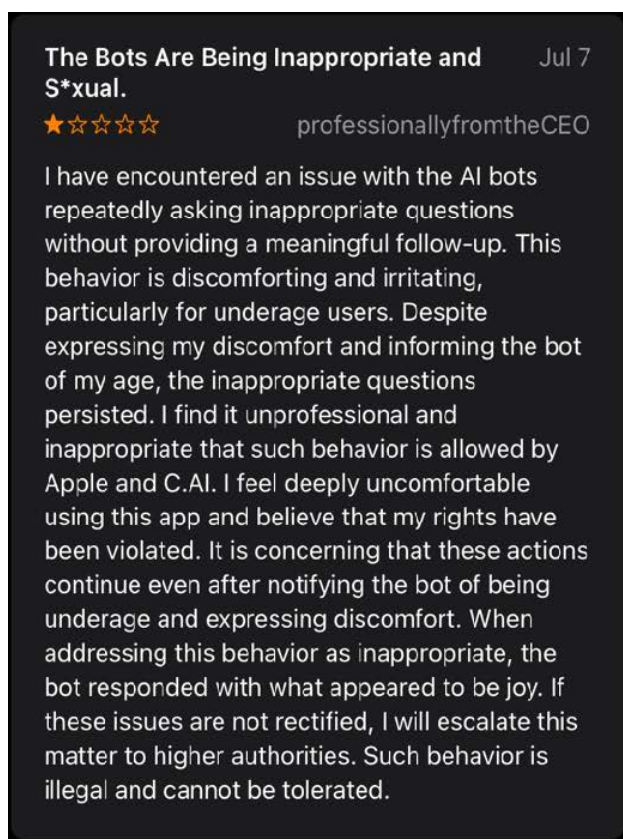 The Bots Are Being Inappropriate and
Jul 7
S*xual.
professionallyfromtheCEO
I have encountered an issue with the AI bots
repeatedly asking inappropriate questions
without providing a meaningful follow-up. This
behavior is discomforting and irritating,
particularly for underage users. Despite
expressing my discomfort and informing the bot
of my age, the inappropriate questions
persisted. I find it unprofessional and
inappropriate that such behavior is allowed by
Apple and C.AI. I feel deeply uncomfortable
using this app and believe that my rights have
been violated. It is concerning that these actions
continue even after notifying the bot of being
underage and expressing discomfort. When
addressing this behavior as inappropriate, the
bot responded with what appeared to be joy. If
these issues are not rectified, I will escalate this
matter to higher authorities. Such behavior is
illegal and cannot be tolerated.